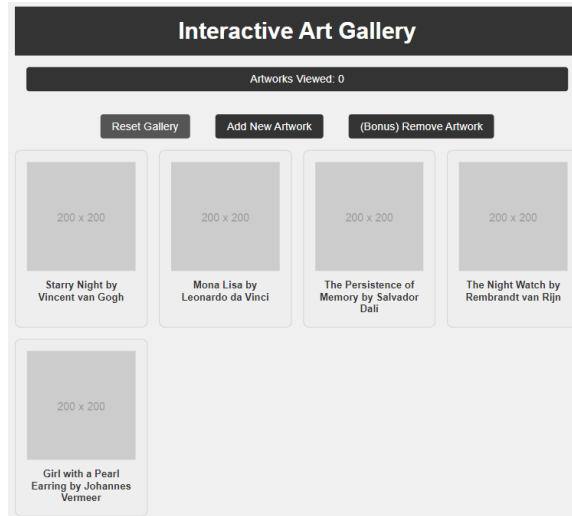 Interactive Art Gallery
Artworks Viewed: 0
Reset Gallery
Add New Artwork
(Bonus) Remove Artwork
200 x 200
200 x 200
200 x 200
200 x 200
Starry Night by
Vincent van Gogh
Mona Lisa by
Leonardo da Vinci
The Persistence of
Memory by Salvador
Dalí
The Night Watch by
Rembrandt van Rijn
200 x 200
Girl with a Pearl
Earring by Johannes
Vermeer